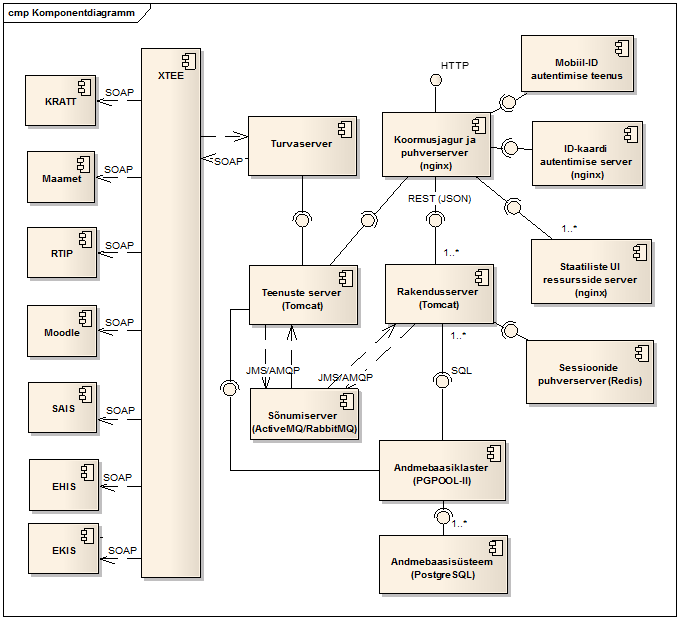 cmp Komponentdiagramm
HTTP
Mobiil-ID
autentimise teenus
XTEE
KRATT
SOAP
Turvaserver
SOAP
Koormusjagur ja
puhverserver
(nginx)
ID-kaardi
autentimise server
(nginx)
Maamet
SOAP
REST (JSON)
RTIP
SOAP
1..*
1..*
Staatiliste UI
ressursside server
(nginx)
Teenuste server
(Tomcat)
Rakendusserver
(Tomcat)
Moodle
SOAP
1..*
Sessioonide
puhverserver (Redis)
JMS/AMQP
JMS/AMQP
SQL
SAIS
SOAP
Sõnumiserver
(ActiveMQ/RabbitMQ)
EHIS
SOAP
Andmebaasiklaster
(PGPOOL-II)
1..*
EKIS
SOAP
Andmebaasisüsteem
(PostgreSQL)